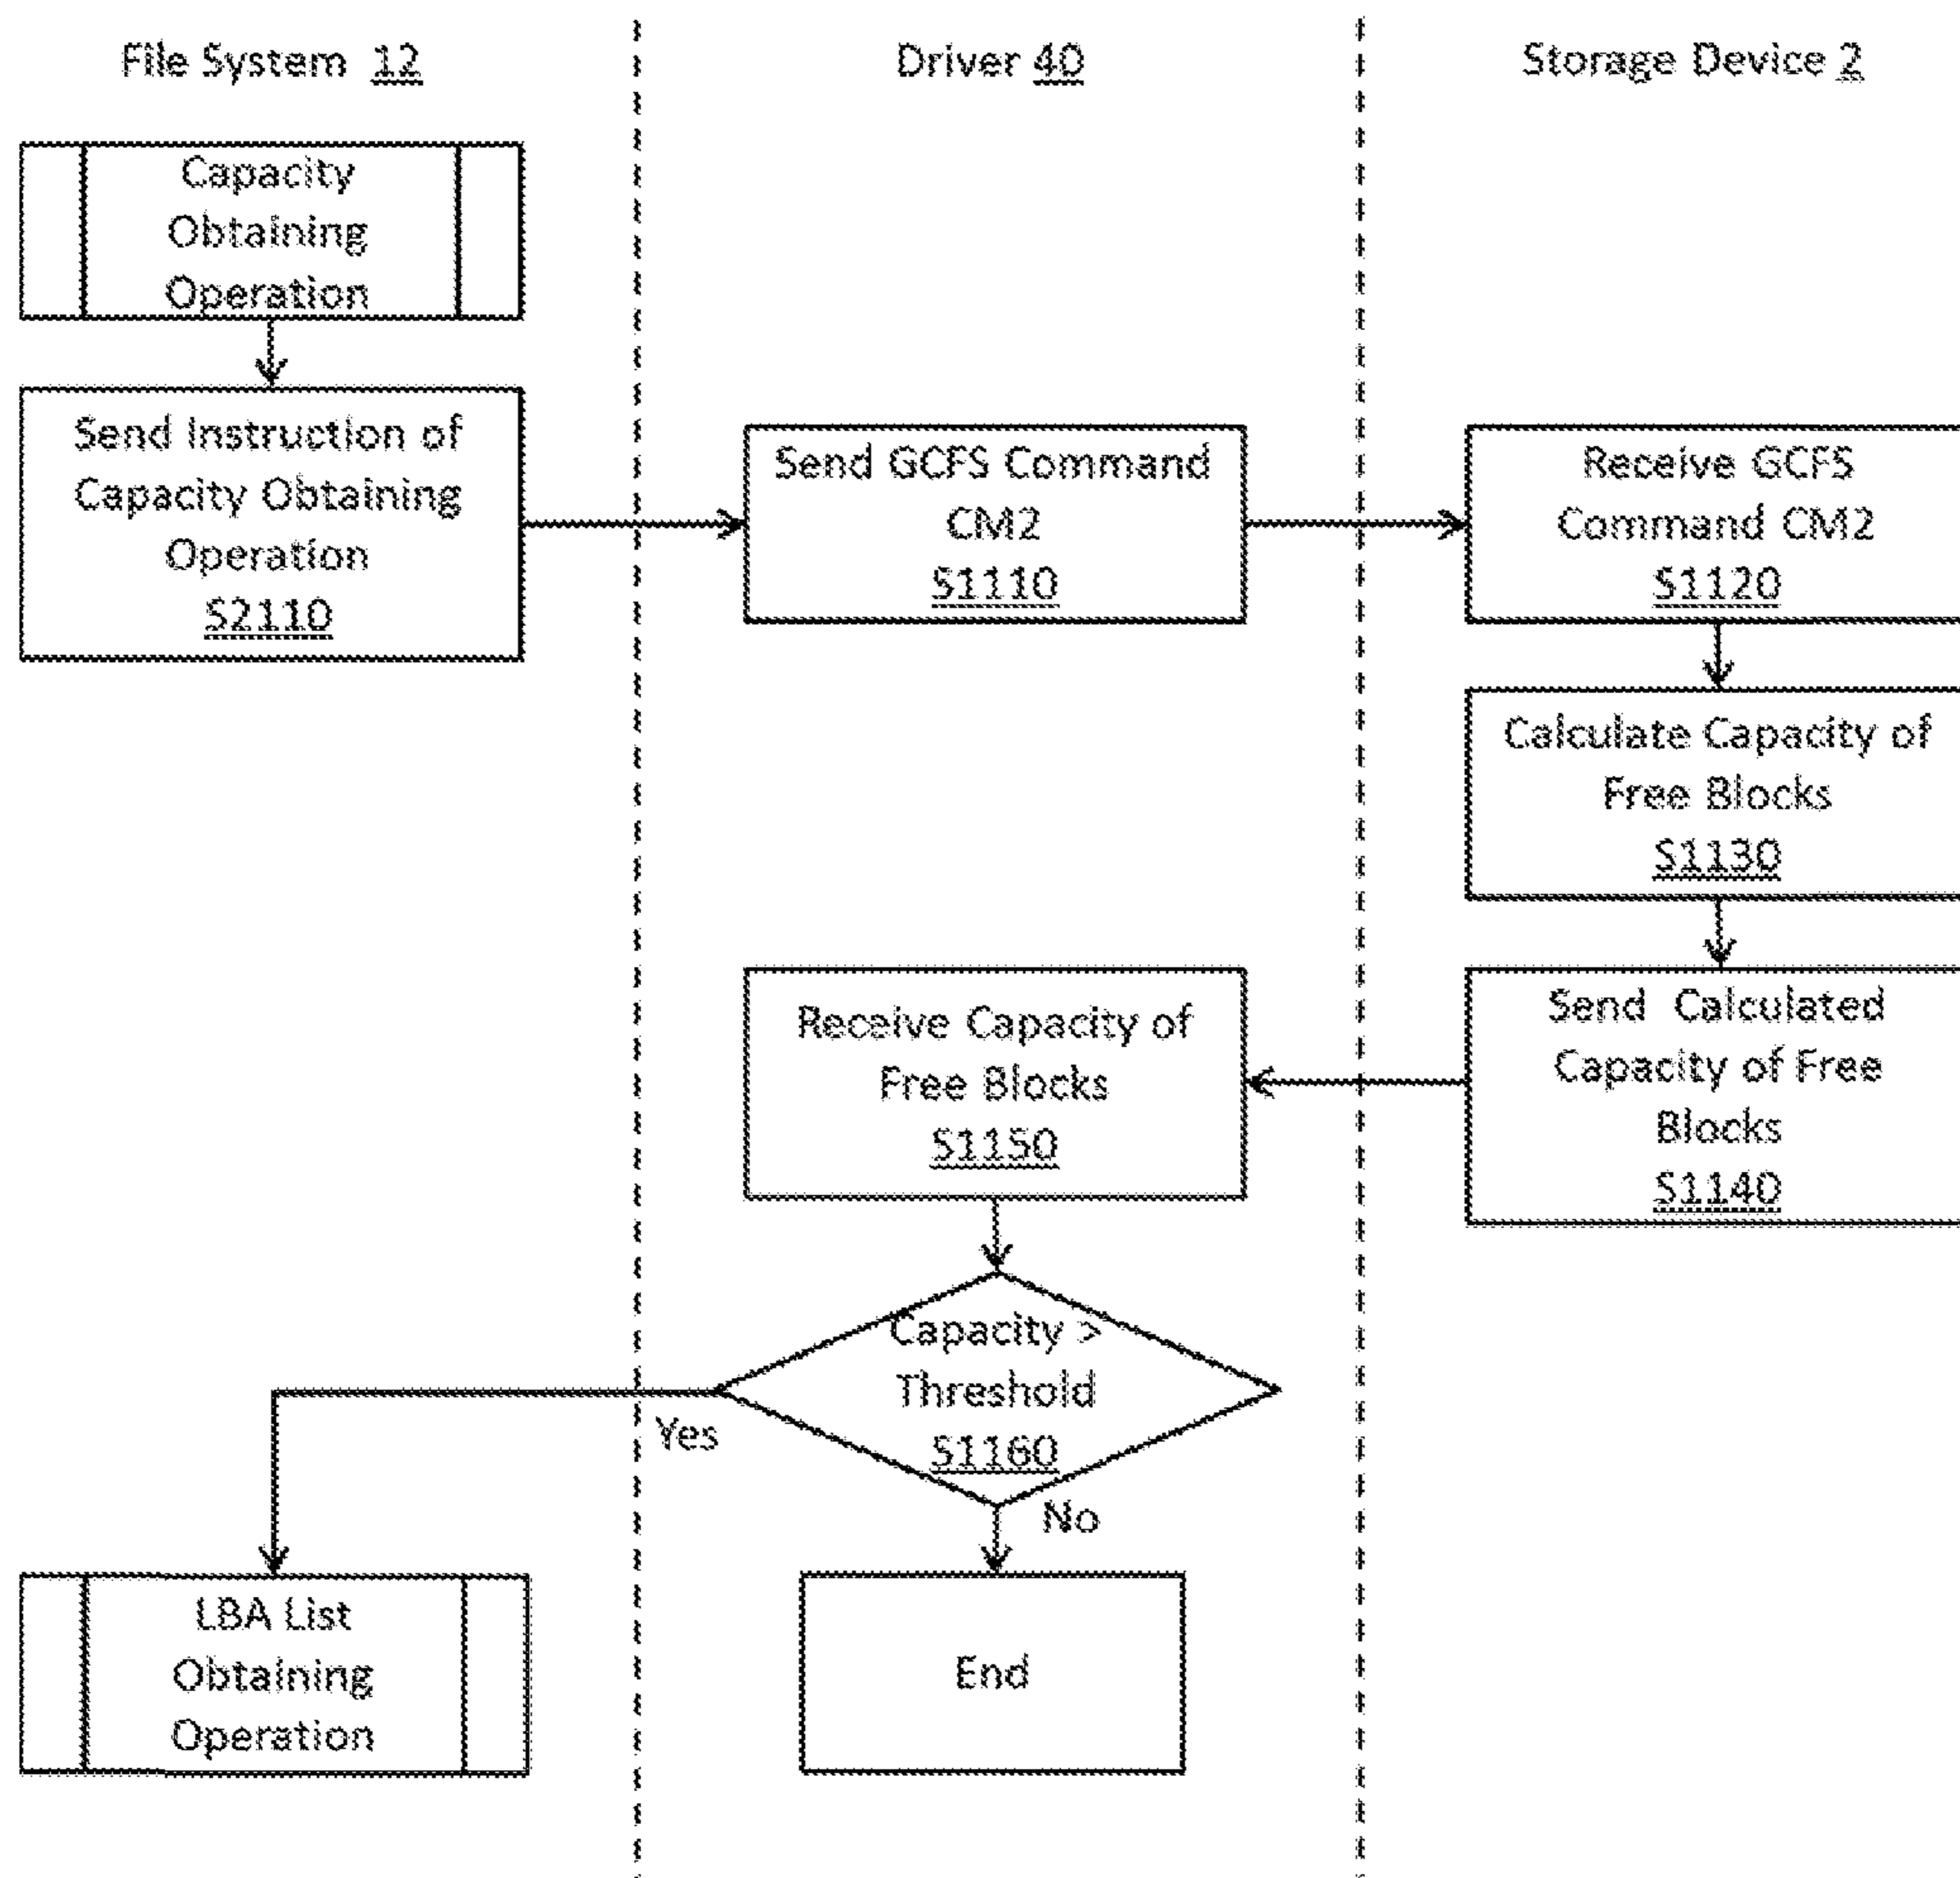 File System 12
Driver 40
Storage Device 2
Capacity
Obtaining
Operation
Send Instruction of
Capacity Obtaining
Operation
S2110
Send GCFS Command
CM2
S1110
Receive GCFS
Command CM2
S1120
Calculate Capacity of
Free Blocks
S1130
Send Calculated
Capacity of Free
Blocks
S1140
Receive Capacity of
Free Blocks
S1150
Capacity >
Threshold
S1160
Yes
No
LBA List
Obtaining
Operation
End